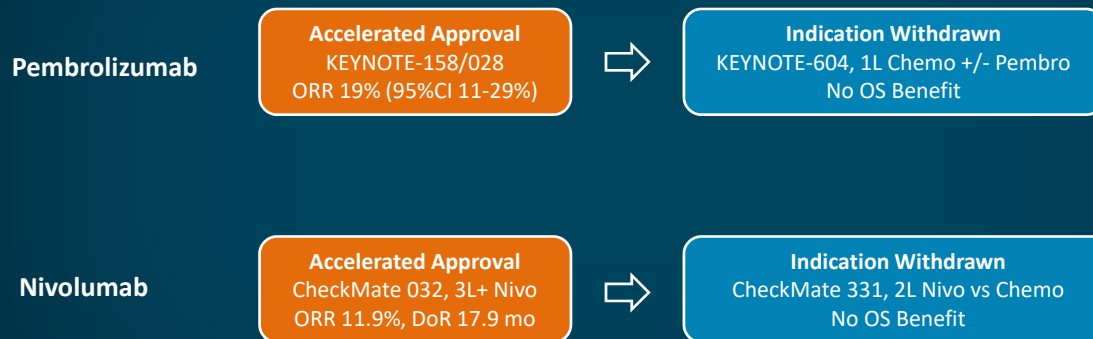 Pembrolizumab
Accelerated Approval
KEYNOTE-158/028
ORR 19% (95%CI 11-29%)
Indication Withdrawn
KEYNOTE-604, 1L Chemo +/- Pembro
No OS Benefit
Nivolumab
Accelerated Approval
CheckMate 032, 3L+ Nivo
ORR 11.9%, DoR 17.9 mo
Indication Withdrawn
CheckMate 331, 2L Nivo vs Chemo
No OS Benefit